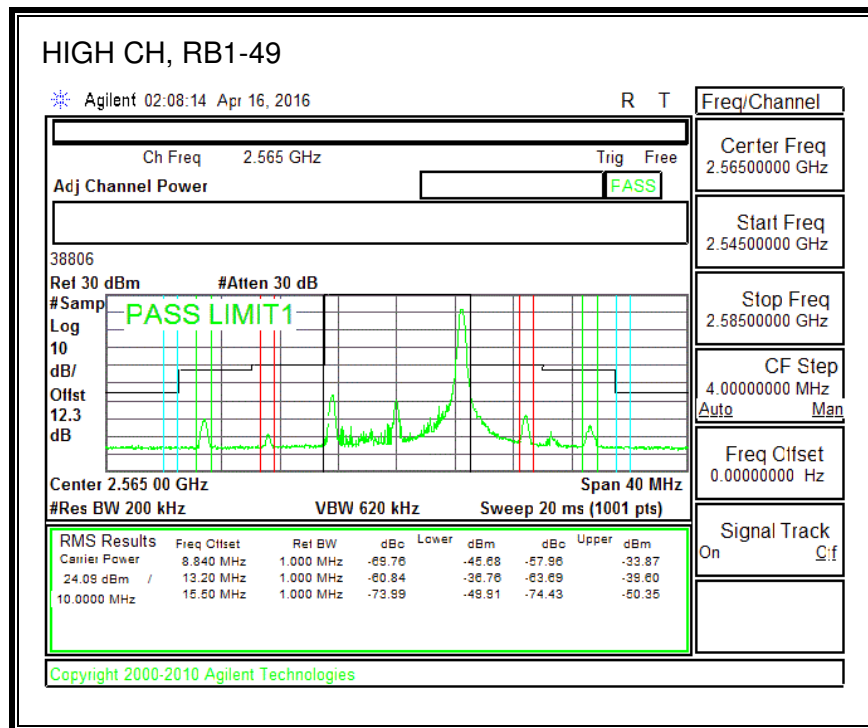 HIGH CH, RB1-49
Agilent 02:08:14 Apr 16, 2016 R T Freq/Channel
Ch Freq 2.565 GHz Trig Free
Adj Channel Power PASS
Center Freq
2.56500000 GHz
Start Freq
2.54500000 GHz
Stop Freq
2.58500000 GHz
CF Step
4.00000000 MHz
Auto Man
Freq Offset
0.00000000 Hz
Signal Track
On Off
38806
Ref 30 dBm #Atten 30 dB
#Samp
Log
10
dB/
Offst
12.3
dB
PASS LIMIT1
Center 2.565 00 GHz Span 40 MHz
#Res BW 200 kHz VBW 620 kHz Sweep 20 ms (1001 pts)
RMS Results Freq Offset Ref BW dBc Lower dBm dBc Upper dBm
Carrier Power 8.840 MHz 1.000 MHz -69.76 -45.68 -57.96 -33.87
24.09 dBm / 13.20 MHz 1.000 MHz -60.84 -36.76 -63.69 -39.60
10.0000 MHz 15.50 MHz 1.000 MHz -73.99 -49.91 -74.43 -50.35
Copyright 2000-2010 Agilent Technologies